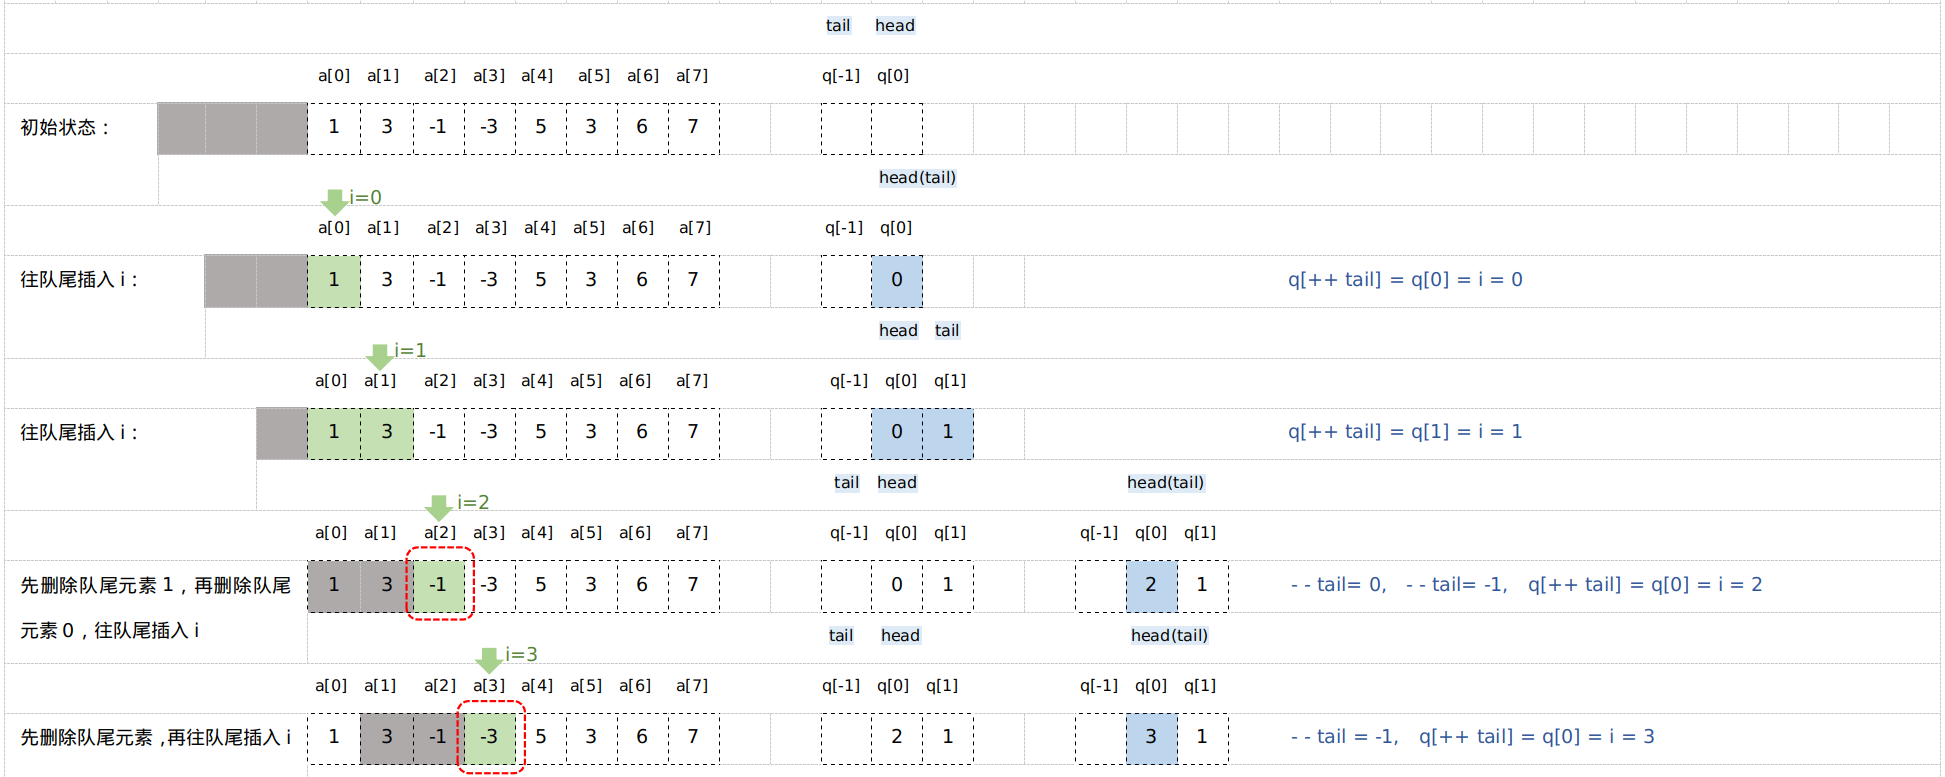 tail head
a[0] a[1] a[2] a[3] a[4] a[5] a[6] a[7] q[-1] q[0]
初始状态： 1 3 -1 -3 5 3 6 7
head(tail)
i=0
a[0] a[1] a[2] a[3] a[4] a[5] a[6] a[7] q[-1] q[0]
往队尾插入 i： 1 3 -1 -3 5 3 6 7 0 q[++ tail] = q[0] = i = 0
head tail
i=1
a[0] a[1] a[2] a[3] a[4] a[5] a[6] a[7] q[-1] q[0] q[1]
往队尾插入 i： 1 3 -1 -3 5 3 6 7 0 1 q[++ tail] = q[1] = i = 1
tail head head(tail)
i=2
a[0] a[1] a[2] a[3] a[4] a[5] a[6] a[7] q[-1] q[0] q[1] q[-1] q[0] q[1]
先删除队尾元素 1，再删除队尾 1 3 -1 -3 5 3 6 7 0 1 2 1 - - tail= 0, - - tail= -1, q[++ tail] = q[0] = i = 2
元素 0，往队尾插入 i
tail head head(tail)
i=3
a[0] a[1] a[2] a[3] a[4] a[5] a[6] a[7] q[-1] q[0] q[1] q[-1] q[0] q[1]
先删除队尾元素 ,再往队尾插入 i 1 3 -1 -3 5 3 6 7 2 1 3 1 - - tail = -1, q[++ tail] = q[0] = i = 3